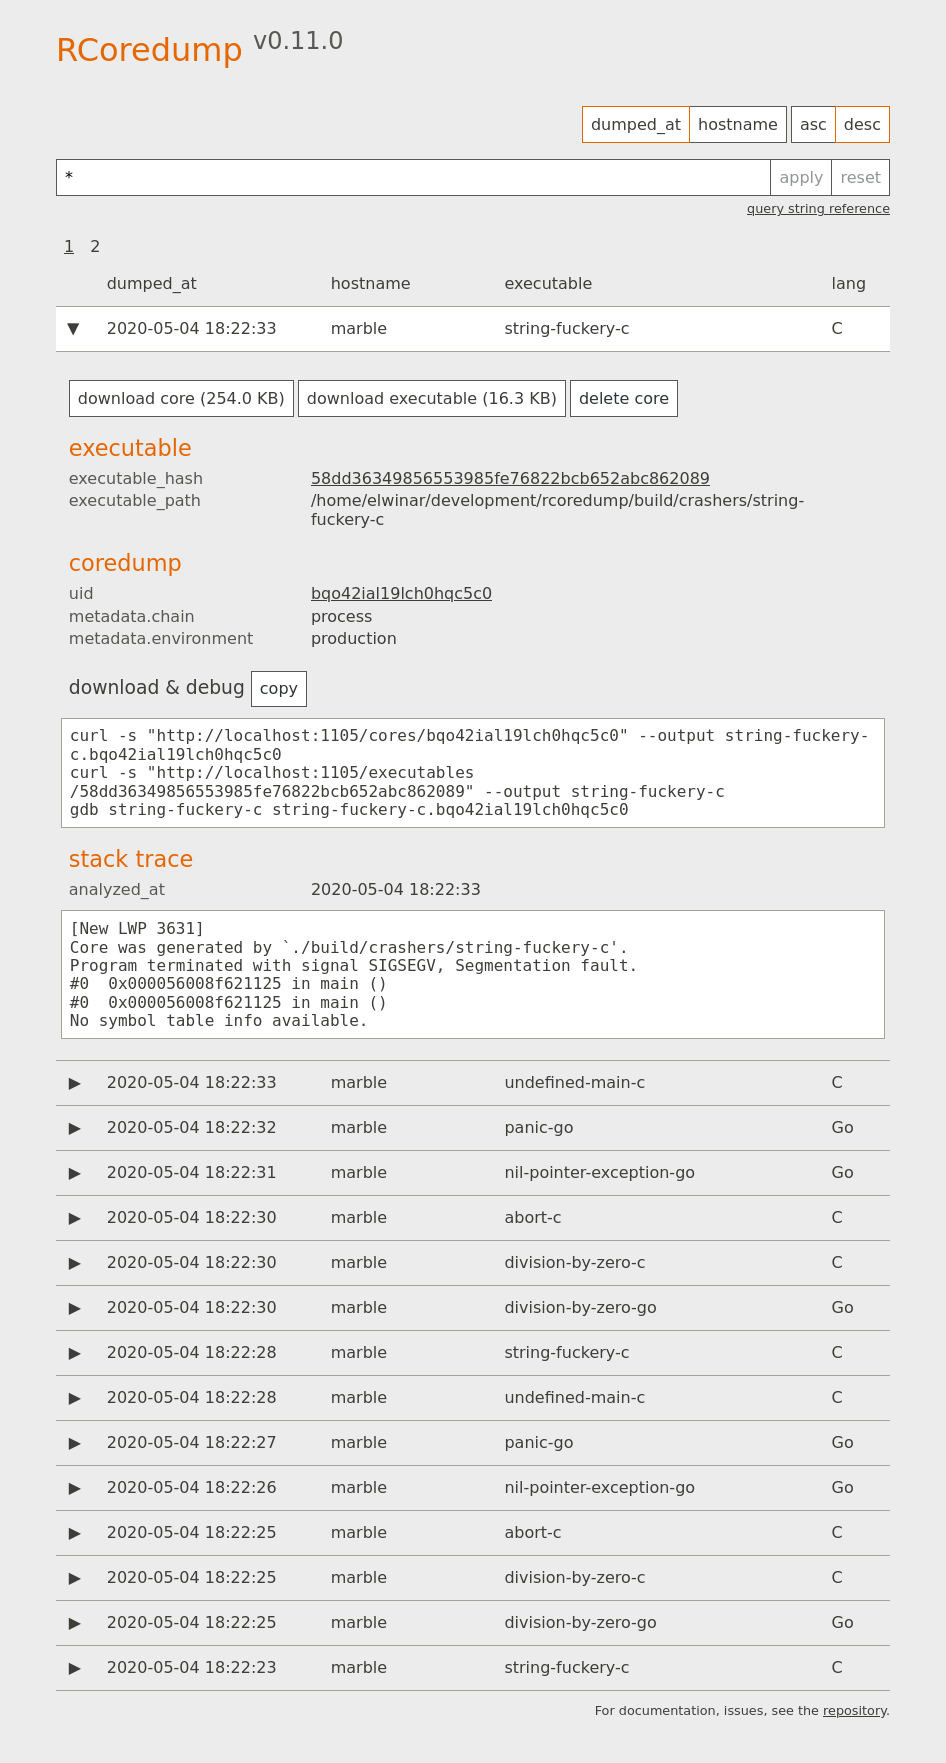 RCoredump v0.11.0
dumped_at hostname asc desc
* apply reset
query string reference
1 2
dumped_at hostname executable lang
▼ 2020-05-04 18:22:33 marble string-fuckery-c C
download core (254.0 KB) download executable (16.3 KB) delete core
executable
executable_hash 58dd36349856553985fe76822bcb652abc862089
executable_path /home/elwinar/development/rcoredump/build/crashers/string-
fuckery-c
coredump
uid bqo42ial19lch0hqc5c0
metadata.chain process
metadata.environment production
download & debug copy
curl -s "http://localhost:1105/cores/bqo42ial19lch0hqc5c0" --output string-fuckery-
c.bqo42ial19lch0hqc5c0
curl -s "http://localhost:1105/executables
/58dd36349856553985fe76822bcb652abc862089" --output string-fuckery-c
gdb string-fuckery-c string-fuckery-c.bqo42ial19lch0hqc5c0
stack trace
analyzed_at 2020-05-04 18:22:33
[New LWP 3631]
Core was generated by `./build/crashers/string-fuckery-c'.
Program terminated with signal SIGSEGV, Segmentation fault.
#0  0x000056008f621125 in main ()
#0  0x000056008f621125 in main ()
No symbol table info available.
▶ 2020-05-04 18:22:33 marble undefined-main-c C
▶ 2020-05-04 18:22:32 marble panic-go Go
▶ 2020-05-04 18:22:31 marble nil-pointer-exception-go Go
▶ 2020-05-04 18:22:30 marble abort-c C
▶ 2020-05-04 18:22:30 marble division-by-zero-c C
▶ 2020-05-04 18:22:30 marble division-by-zero-go Go
▶ 2020-05-04 18:22:28 marble string-fuckery-c C
▶ 2020-05-04 18:22:28 marble undefined-main-c C
▶ 2020-05-04 18:22:27 marble panic-go Go
▶ 2020-05-04 18:22:26 marble nil-pointer-exception-go Go
▶ 2020-05-04 18:22:25 marble abort-c C
▶ 2020-05-04 18:22:25 marble division-by-zero-c C
▶ 2020-05-04 18:22:25 marble division-by-zero-go Go
▶ 2020-05-04 18:22:23 marble string-fuckery-c C
For documentation, issues, see the repository.